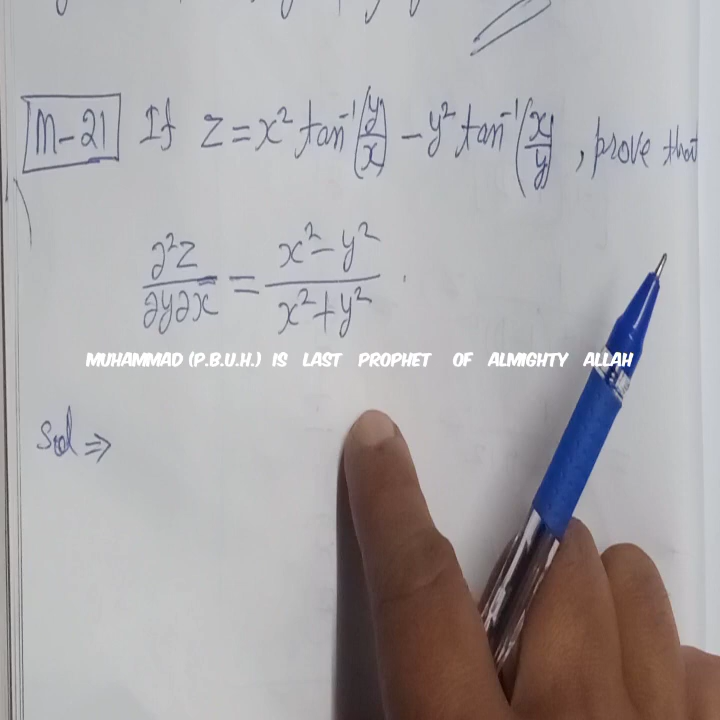 M-21 If z = x² tan⁻¹(y/x) - y² tan⁻¹(x/y), prove that
∂²z/∂y∂x = (x² - y²)/(x² + y²).
MUHAMMAD (P.B.U.H.) IS LAST PROPHET OF ALMIGHTY ALLAH
Sol ⇒